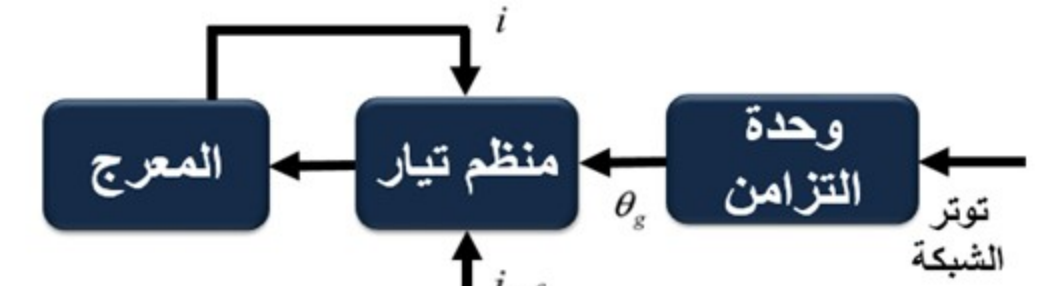 i
وحدة
التزامن
منظم تيار
المعرج
θg
توتر
الشبكة